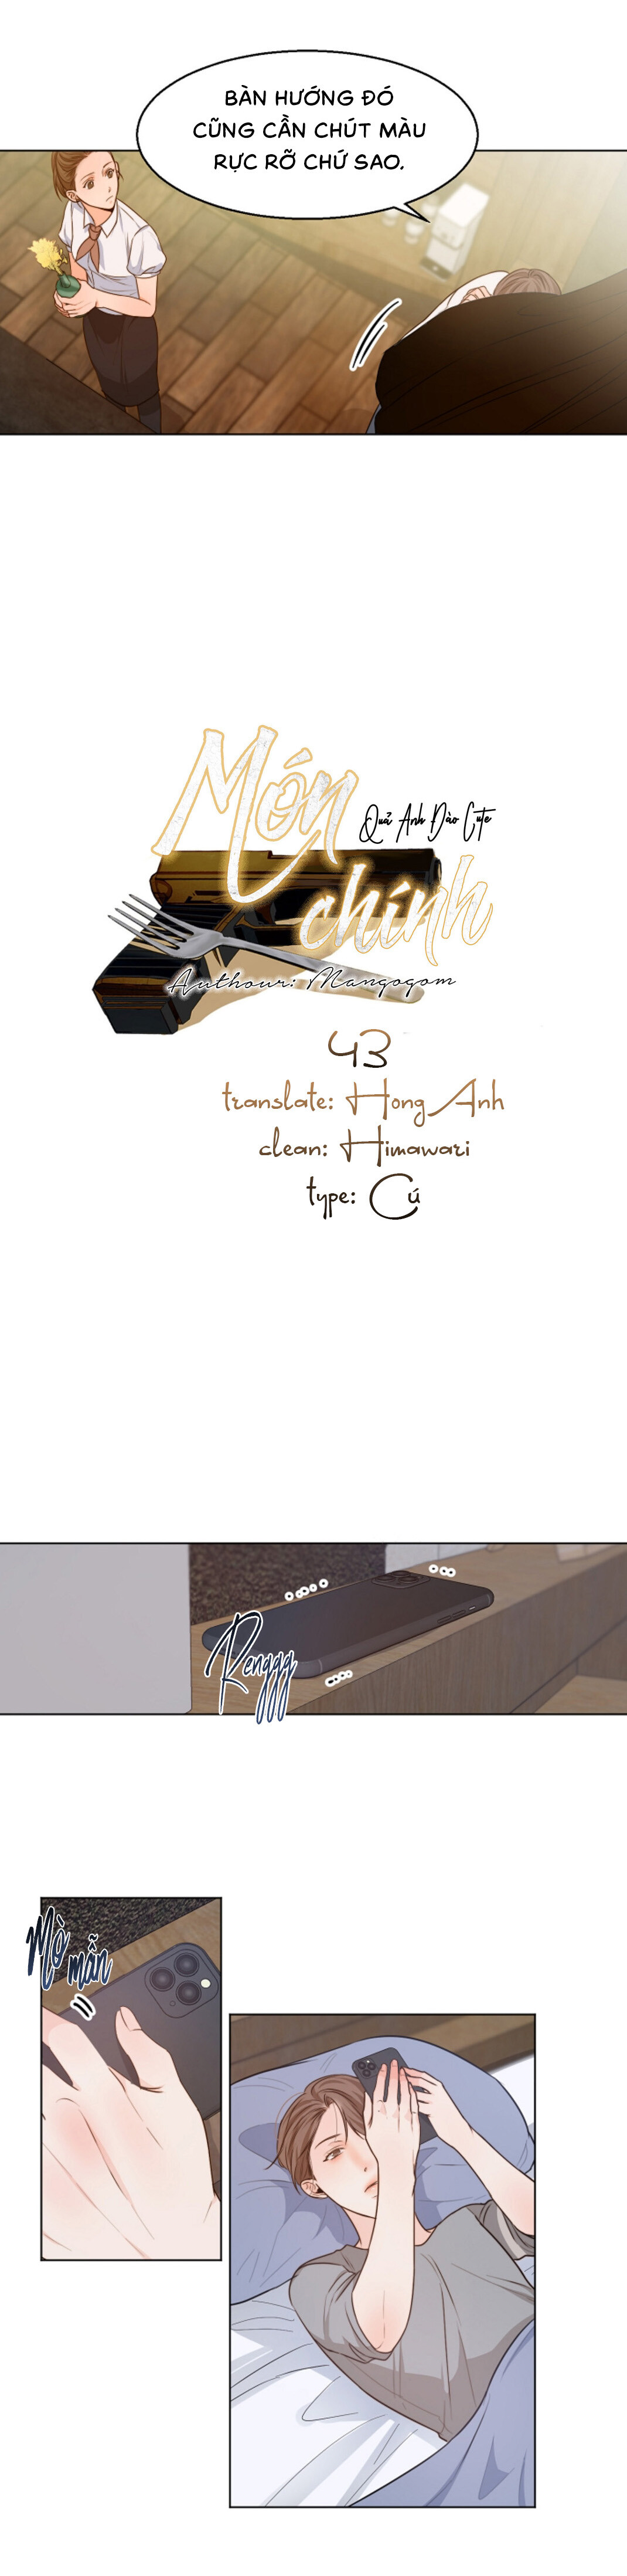 BÀN HƯỚNG ĐÓ
CŨNG CẦN CHÚT MÀU
RỰC RỠ CHỨ SAO.
Món
Quả Anh Đào Cute
chính
Authour: Mangogom
43
translate: Hong Anh
clean: Himawari
type: Cú
Renggg
Mò
mẫn